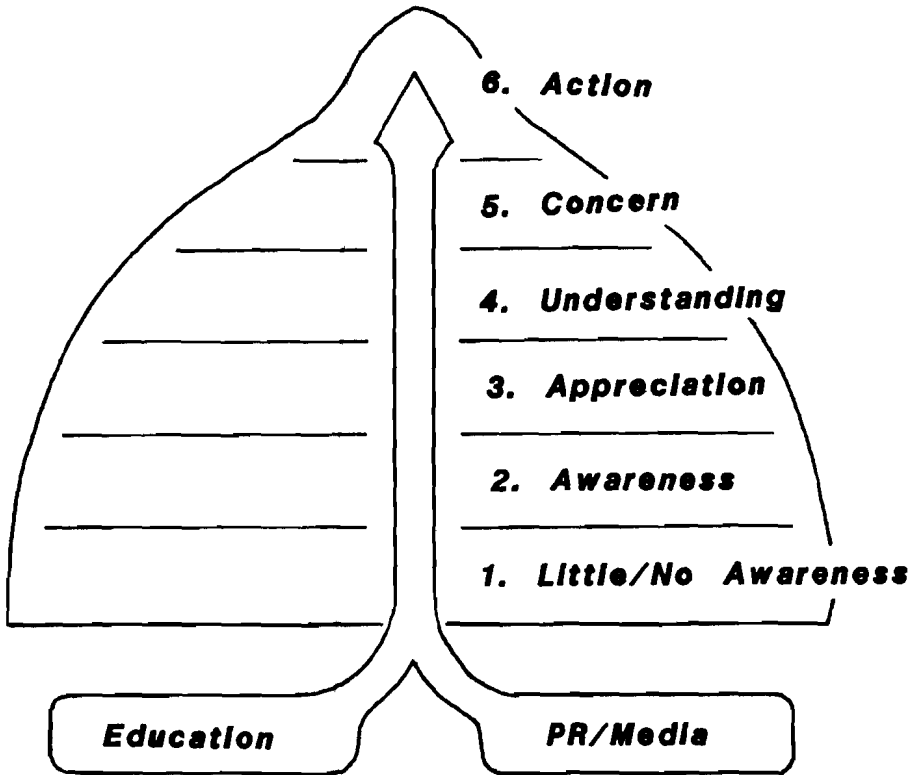 6. Action
5. Concern
4. Understanding
3. Appreciation
2. Awareness
1. Little/No Awareness
Education
PR/Media